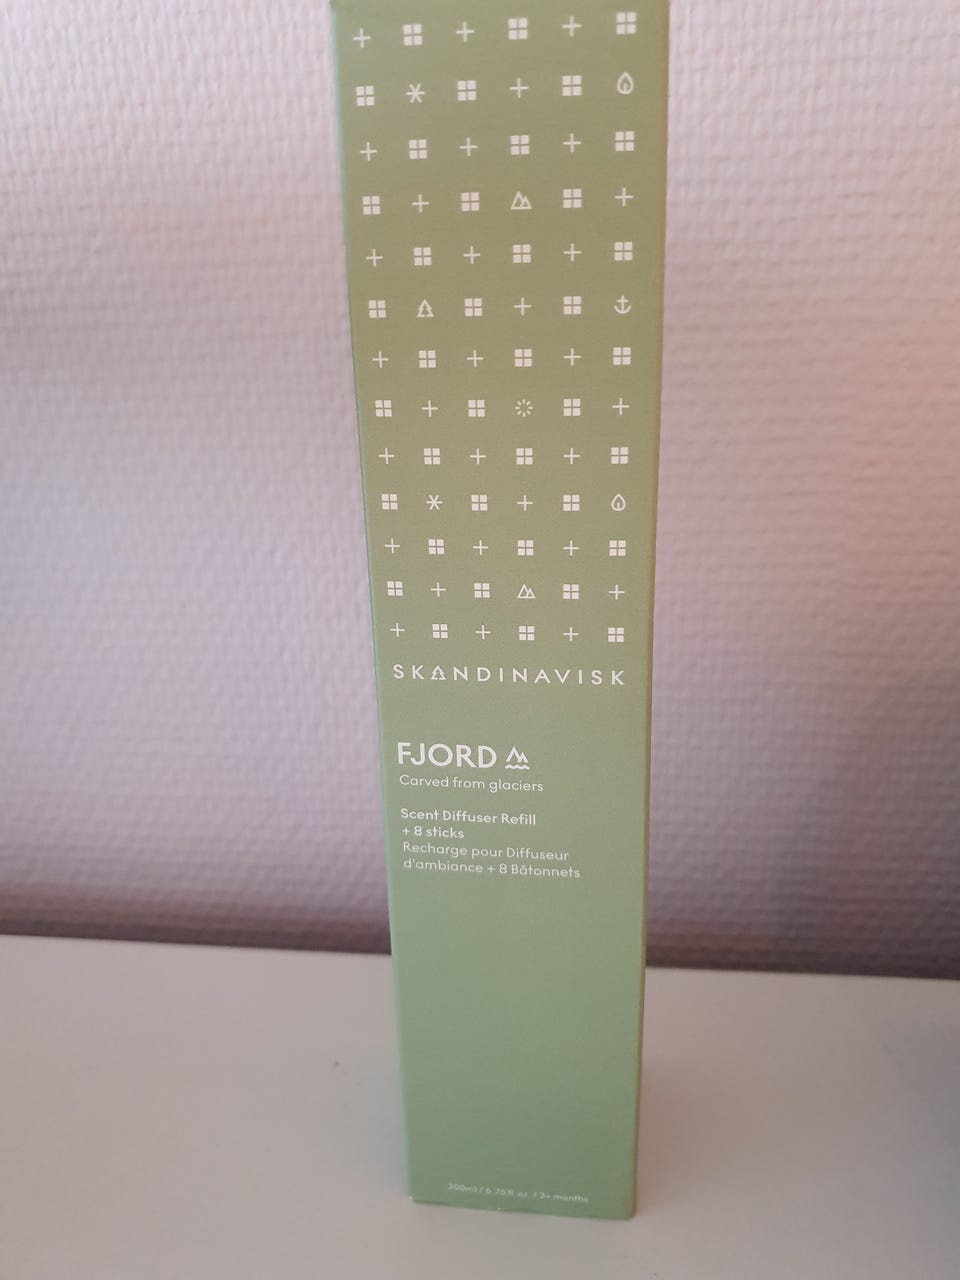 SKANDINAVISK
FJORD
Carved from glaciers
Scent Diffuser Refill
+ 8 sticks
Recharge pour Diffuseur
d'ambiance + 8 Bâtonnets
200ml / 6.76 fl. oz. / 3+ months